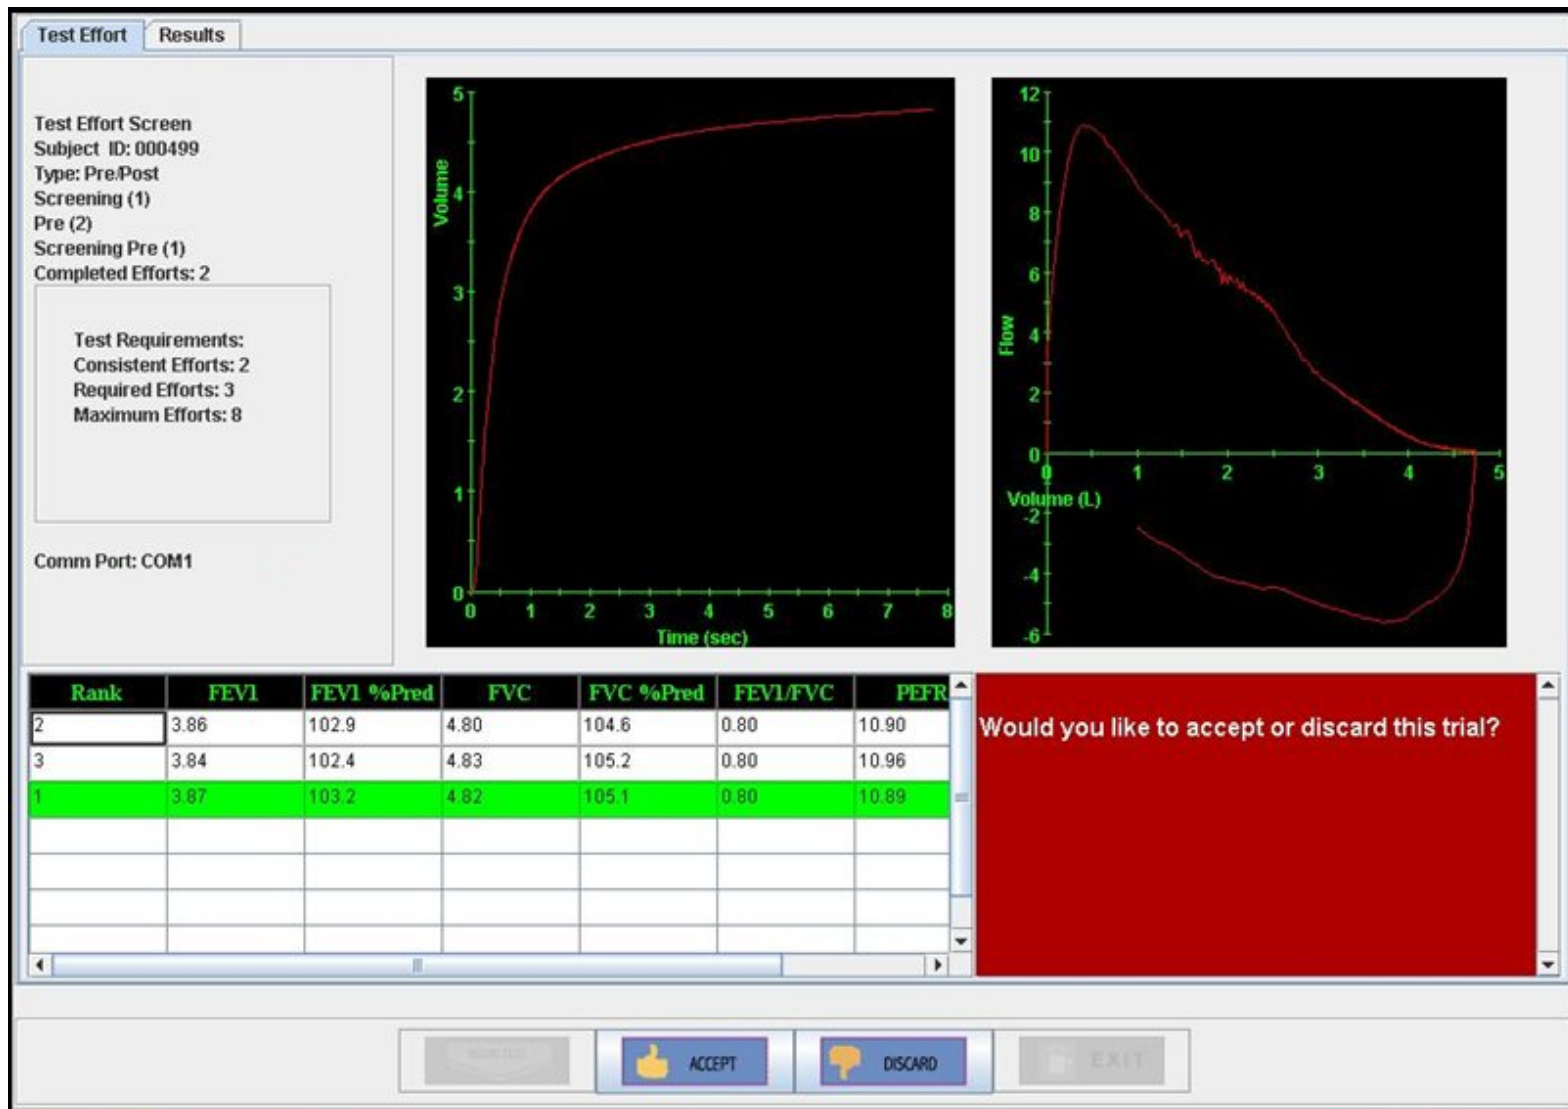 Test Effort Results
Test Effort Screen
Subject ID: 000499
Type: Pre/Post
Screening (1)
Pre (2)
Screening Pre (1)
Completed Efforts: 2
Test Requirements:
Consistent Efforts: 2
Required Efforts: 3
Maximum Efforts: 8
Comm Port: COM1
5
4
3
2
1
0
Volume
0 1 2 3 4 5 6 7 8
Time (sec)
12
10
8
6
4
2
0
-2
-4
-6
Flow
0 1 2 3 4 5
Volume (L)
Rank FEV1 FEV1 %Pred FVC FVC %Pred FEV1/FVC PEFR
2 3.86 102.9 4.80 104.6 0.80 10.90
3 3.84 102.4 4.83 105.2 0.80 10.96
1 3.87 103.2 4.82 105.1 0.80 10.89
Would you like to accept or discard this trial?
ACCEPT DISCARD EXIT